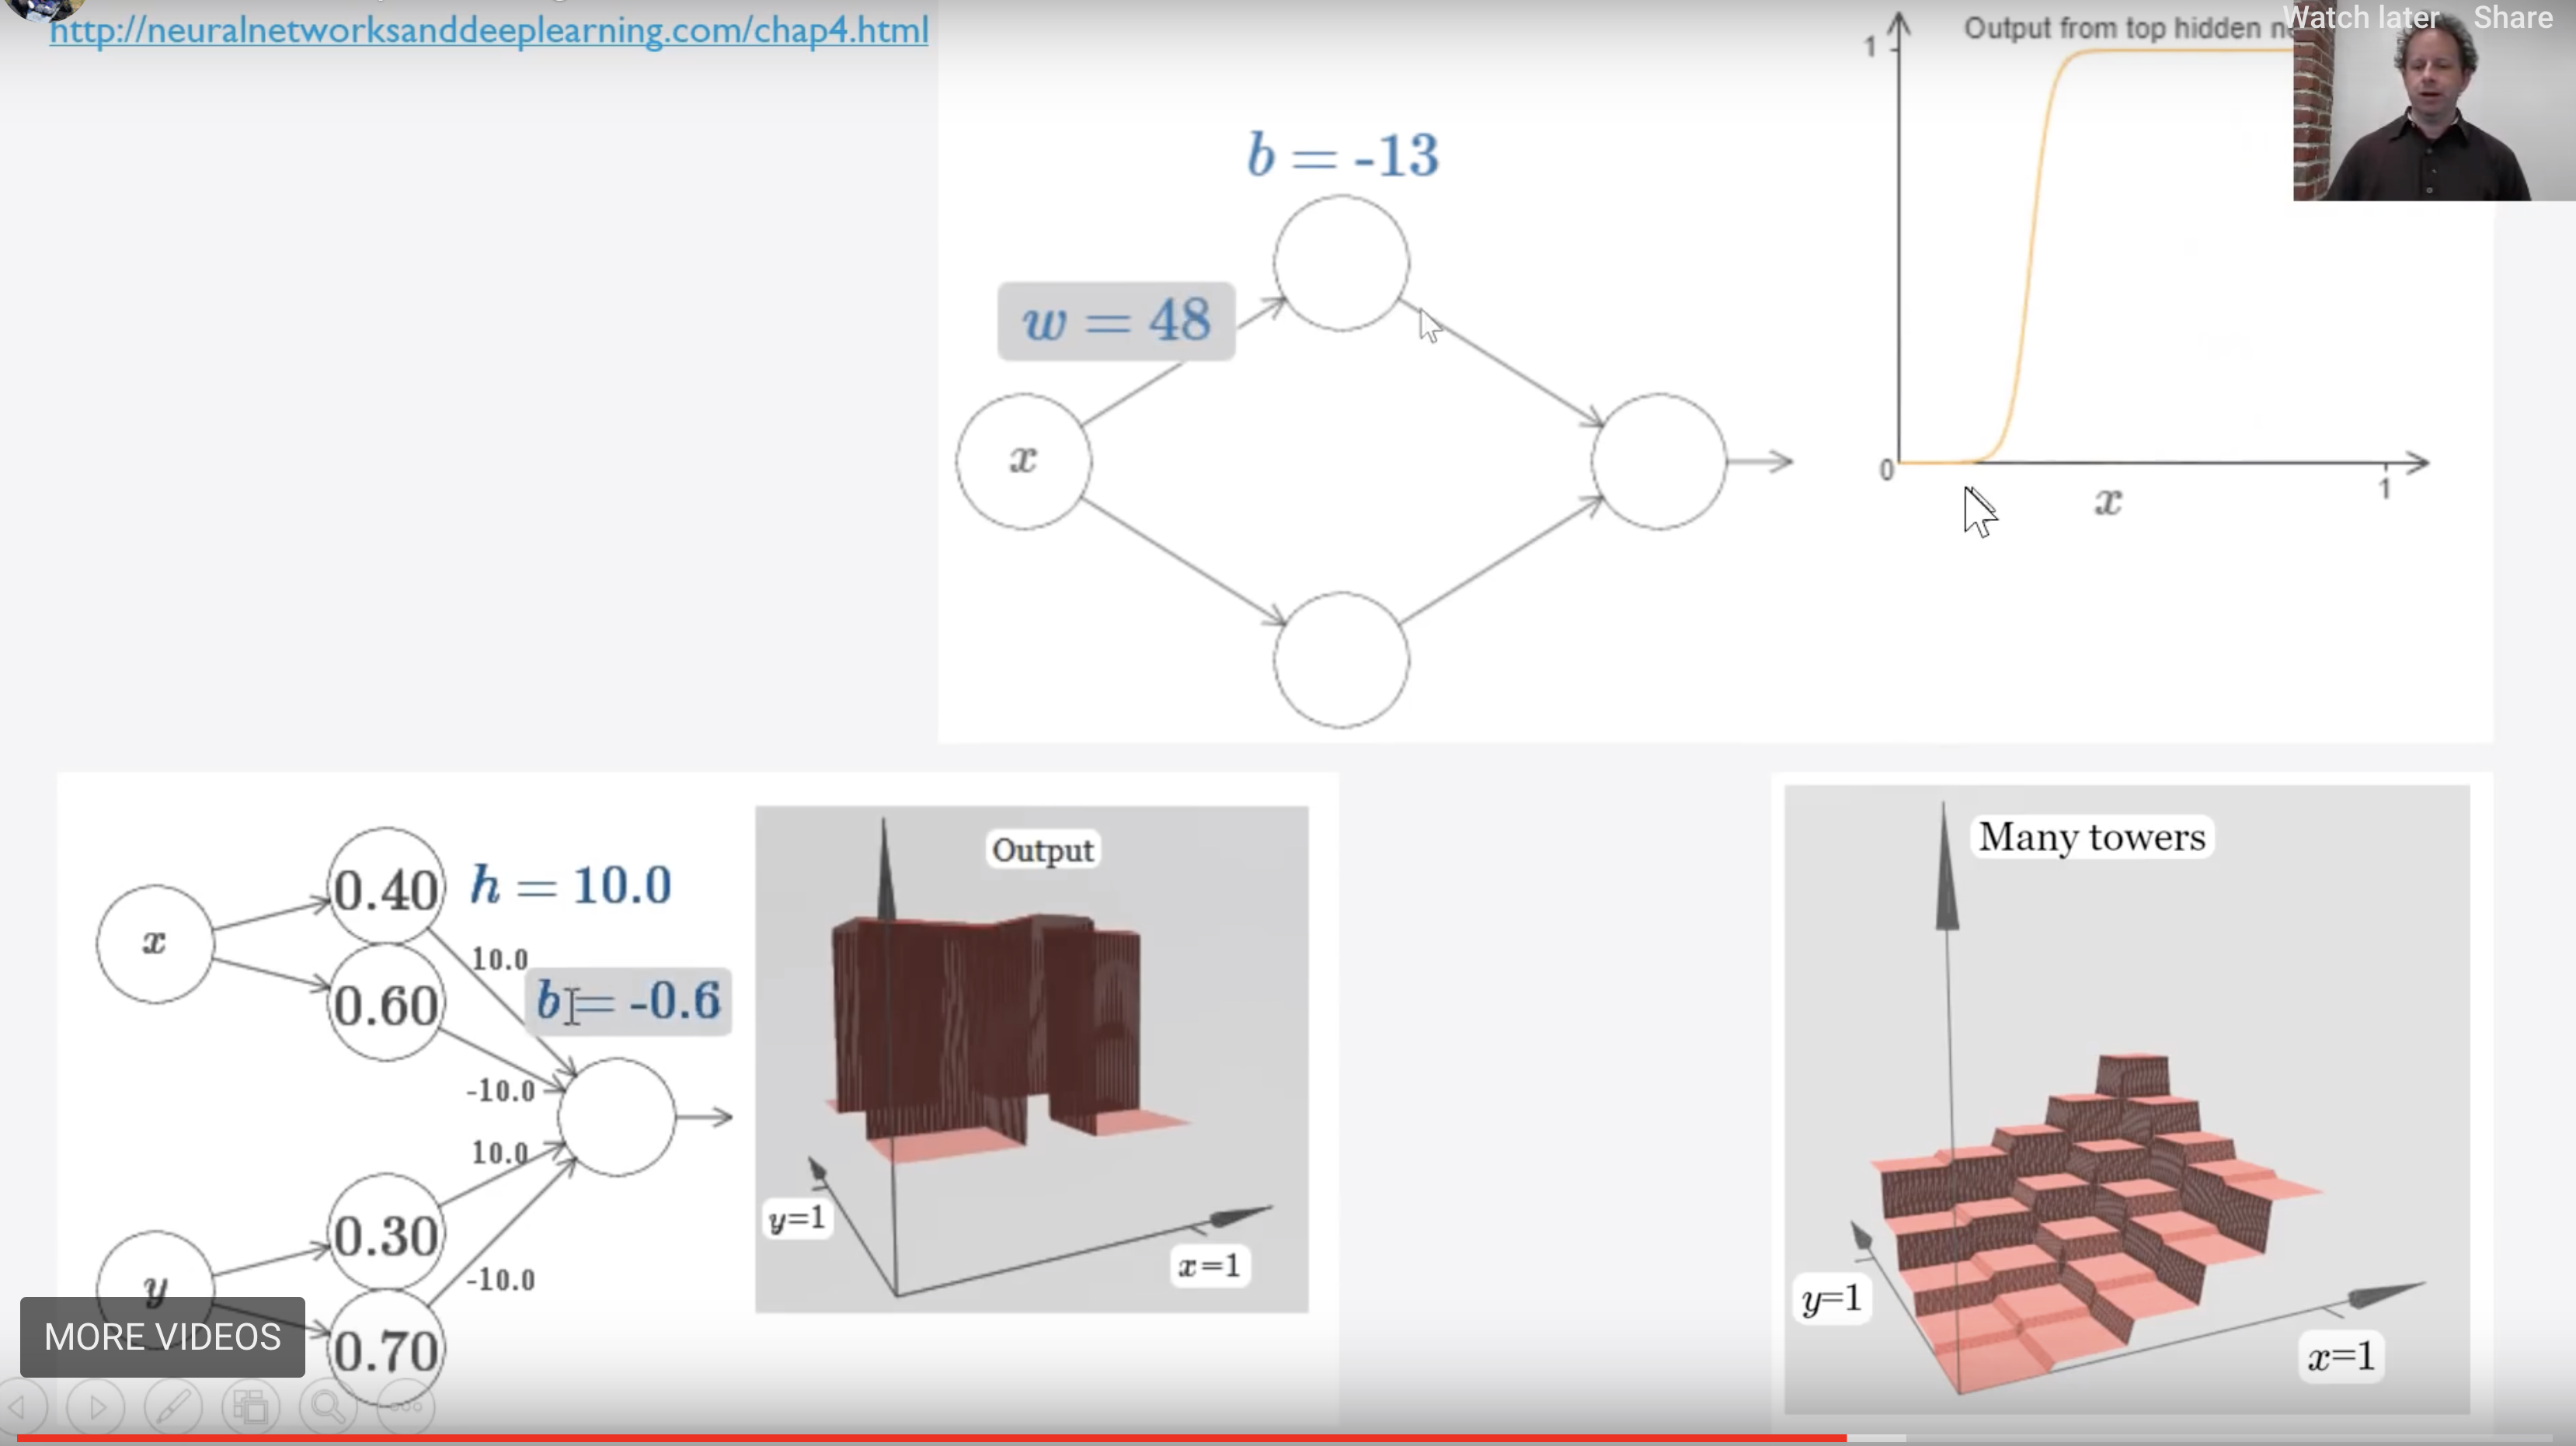 http://neuralnetworksanddeeplearning.com/chap4.html
Watch later
Share
1
Output from top hidden
b = -13
w = 48
x
0
x
1
x
0.40
0.60
h = 10.0
10.0
b = -0.6
-10.0
10.0
-10.0
y
0.30
0.70
Output
y=1
x=1
Many towers
y=1
x=1
MORE VIDEOS